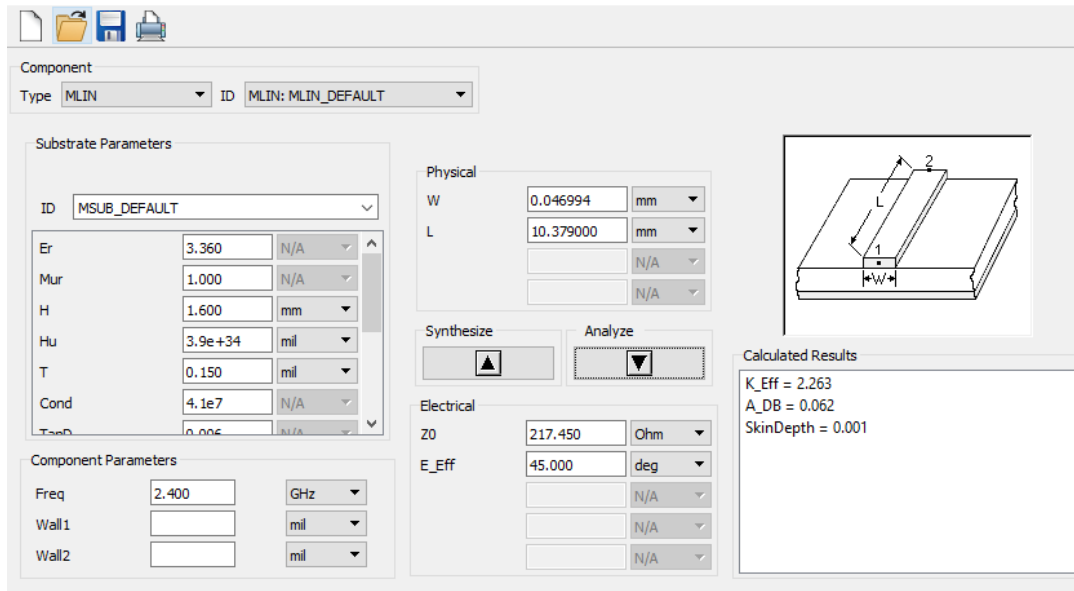 Component
Type MLIN ID MLIN: MLIN_DEFAULT
Substrate Parameters
ID MSUB_DEFAULT
Er 3.360 N/A
Mur 1.000 N/A
H 1.600 mm
Hu 3.9e+34 mil
T 0.150 mil
Cond 4.1e7 N/A
TanD 0.006 N/A
Component Parameters
Freq 2.400 GHz
Wall1 mil
Wall2 mil
Physical
W 0.046994 mm
L 10.379000 mm
N/A
N/A
Synthesize Analyze
Electrical
Z0 217.450 Ohm
E_Eff 45.000 deg
N/A
N/A
N/A
2
L
1
W
Calculated Results
K_Eff = 2.263
A_DB = 0.062
SkinDepth = 0.001